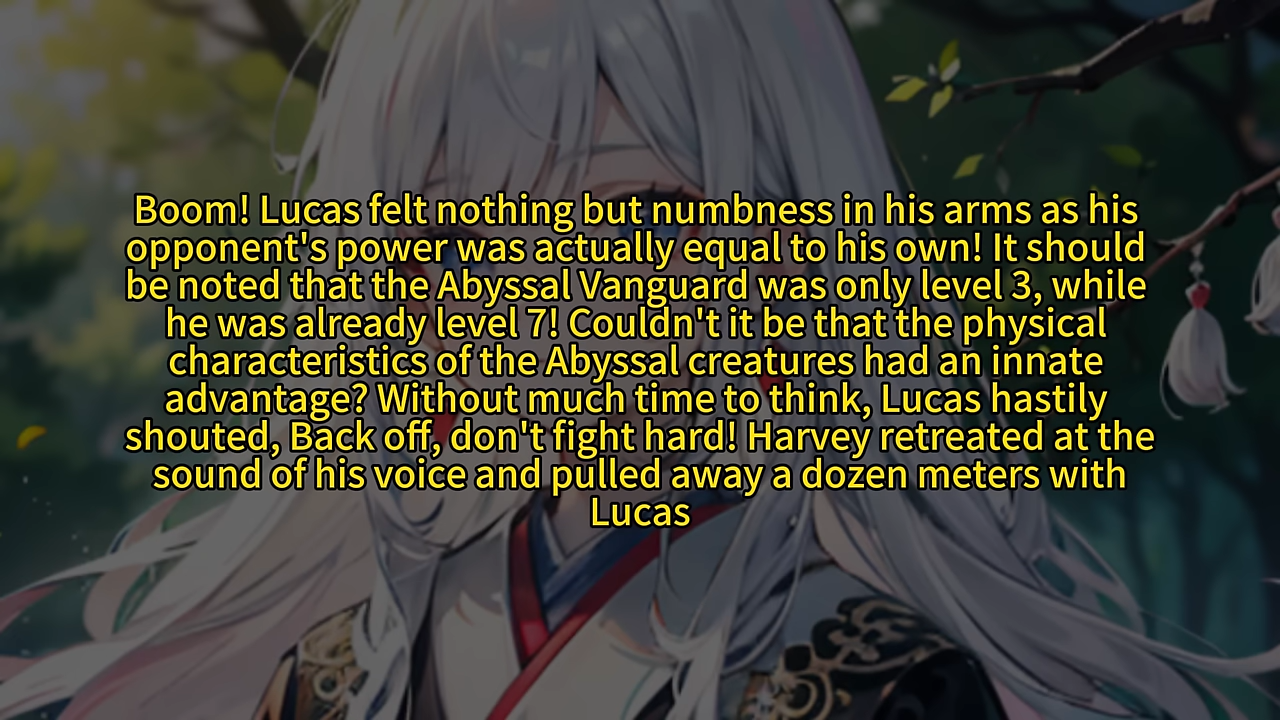 Boom! Lucas felt nothing but numbness in his arms as his
opponent's power was actually equal to his own! It should
be noted that the Abyssal Vanguard was only level 3, while
he was already level 7! Couldn't it be that the physical
characteristics of the Abyssal creatures had an innate
advantage? Without much time to think, Lucas hastily
shouted, Back off, don't fight hard! Harvey retreated at the
sound of his voice and pulled away a dozen meters with
Lucas